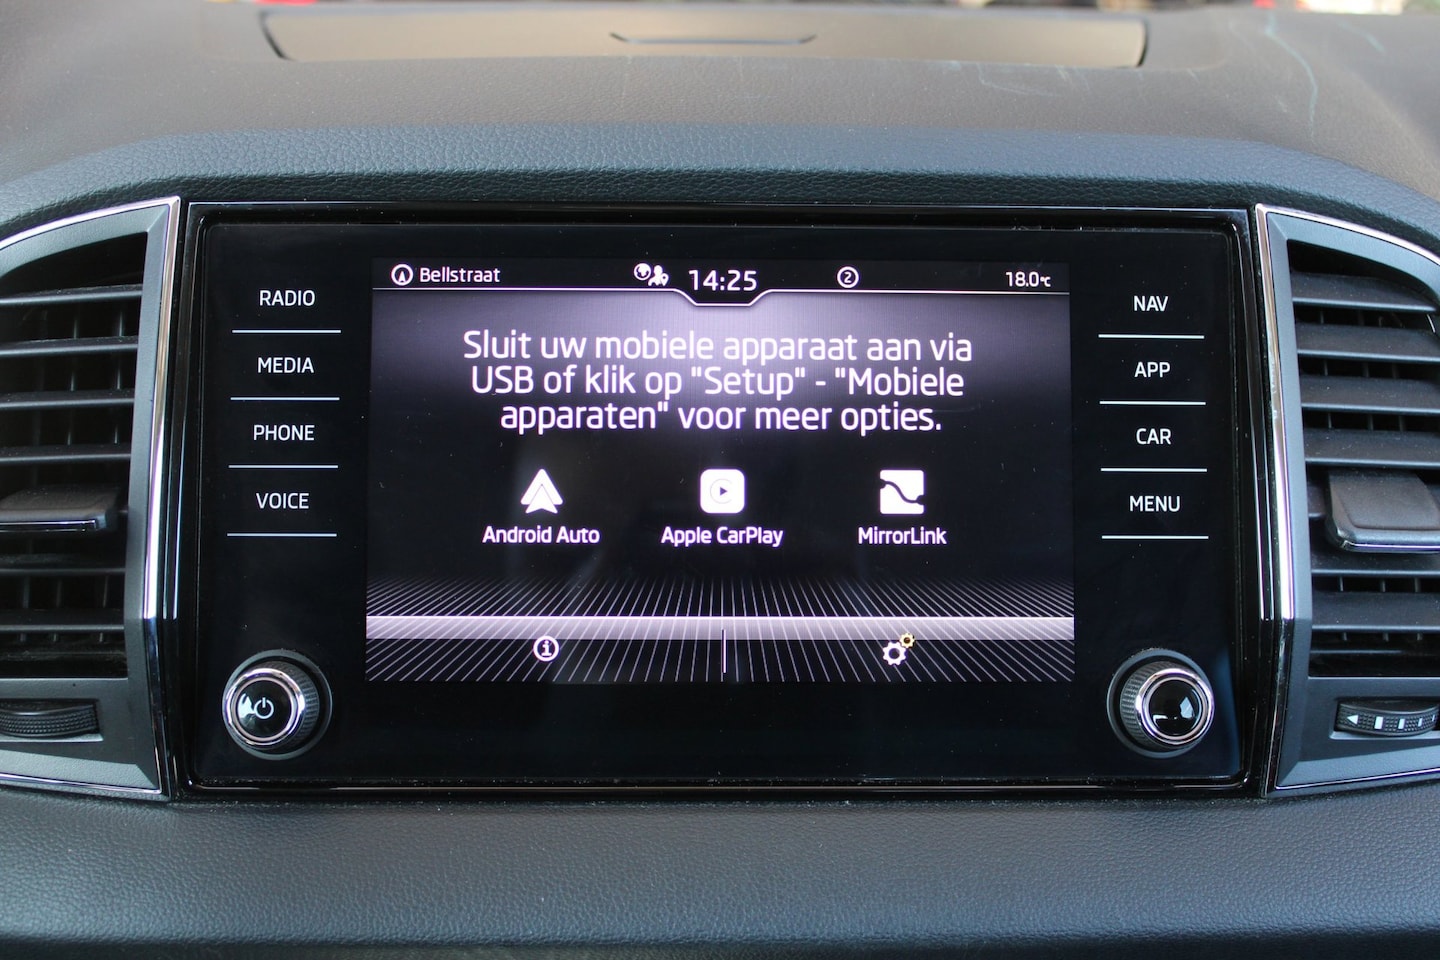 Bellstraat 14:25 2 18.0°C
RADIO
MEDIA
PHONE
VOICE
Sluit uw mobiele apparaat aan via
USB of klik op "Setup" - "Mobiele
apparaten" voor meer opties.
Android Auto Apple CarPlay MirrorLink
NAV
APP
CAR
MENU